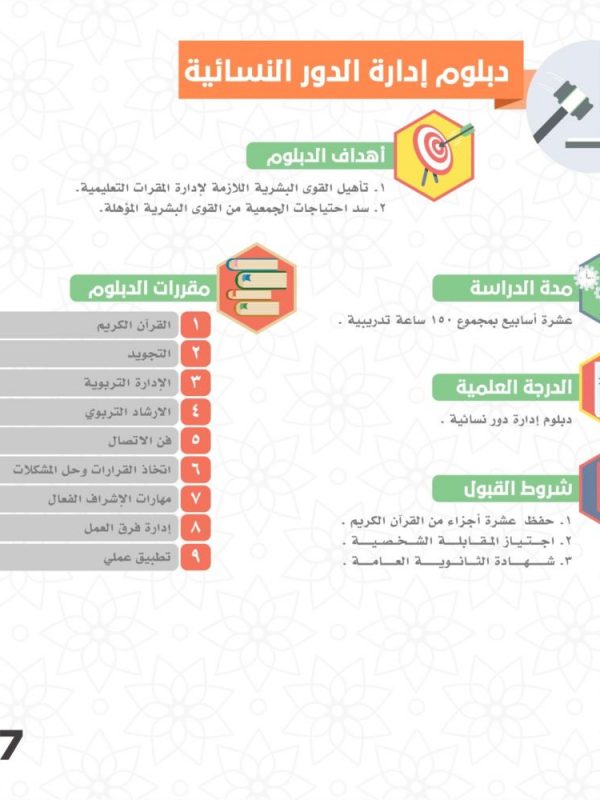 دبلوم إدارة الدور النسائية
أهداف الدبلوم
١. تأهيل القوى البشرية اللازمة لإدارة المقرات التعليمية.
٢. سد احتياجات الجمعية من القوى البشرية المؤهلة.
مدة الدراسة
عشرة أسابيع بمجموع ١٥٠ ساعة تدريبية .
الدرجة العلمية
دبلوم إدارة دور نسائية .
شروط القبول
١. حفظ عشرة أجزاء من القرآن الكريم .
٢. اجتياز المقابلة الشخصية .
٣. شهادة الثانوية العامة .
مقررات الدبلوم
١ القرآن الكريم
٢ التجويد
٣ الإدارة التربوية
٤ الارشاد التربوي
٥ فن الاتصال
٦ اتخاذ القرارات وحل المشكلات
٧ مهارات الإشراف الفعال
٨ إدارة فرق العمل
٩ تطبيق عملي
7